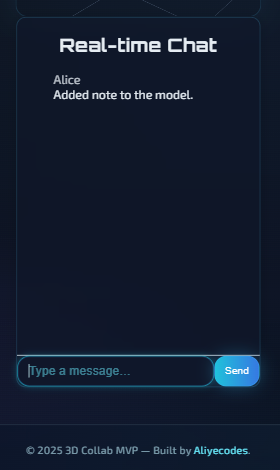 Real-time Chat
Alice
Added note to the model.
Type a message...
Send
© 2025 3D Collab MVP — Built by Aliyecodes.